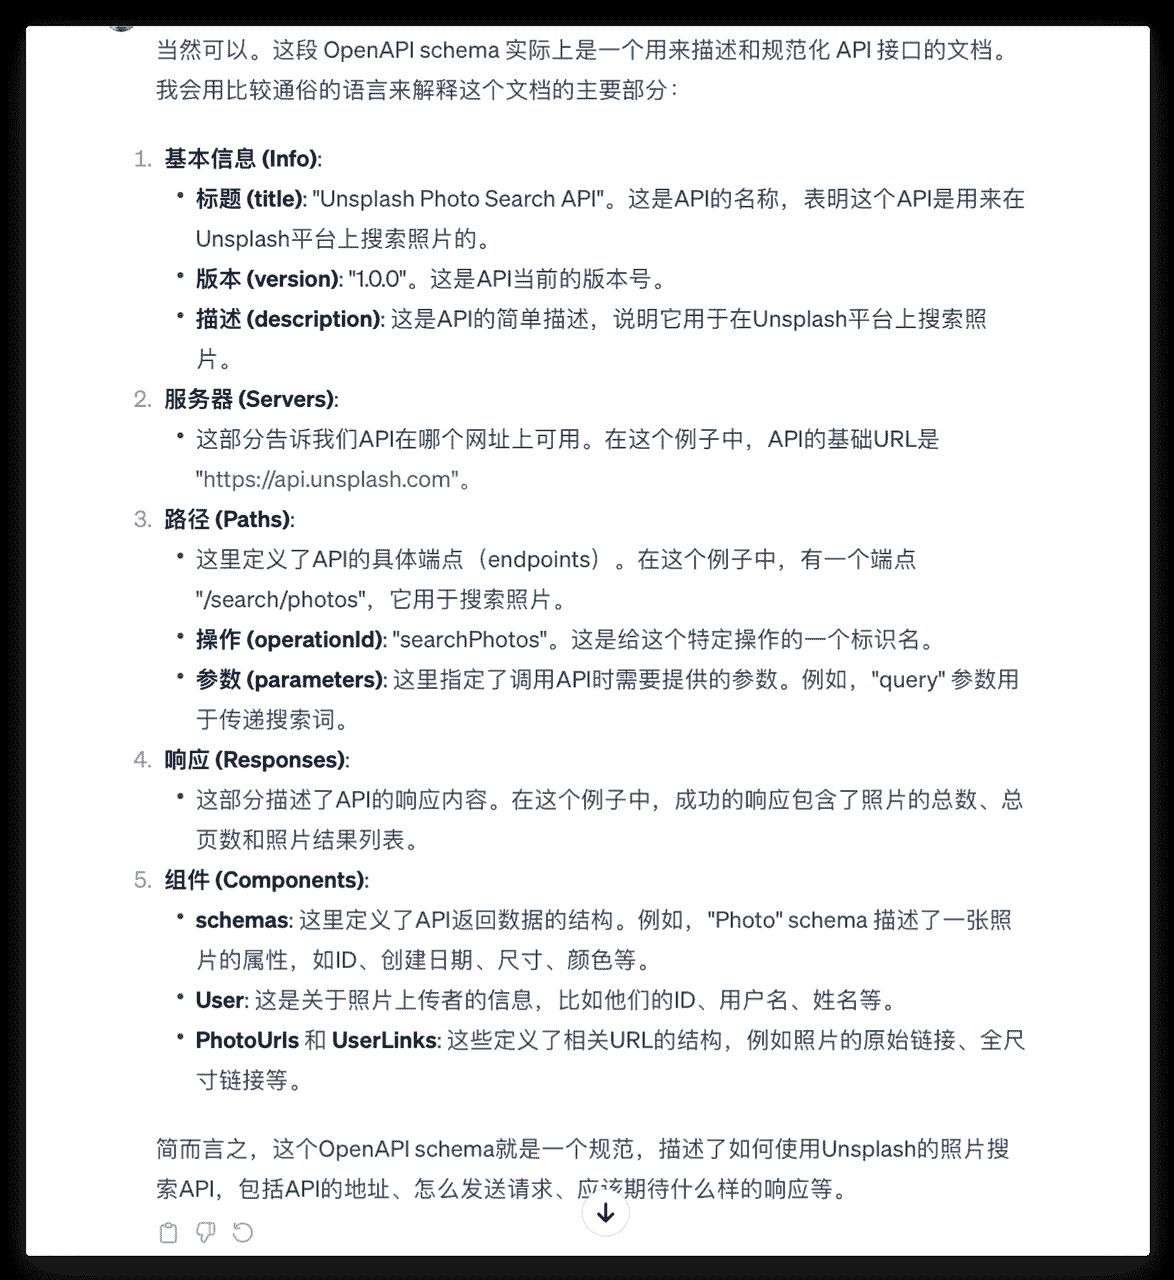 当然可以。这段 OpenAPI schema 实际上是一个用来描述和规范化 API 接口的文档。
我会用比较通俗的语言来解释这个文档的主要部分：
1. 基本信息 (Info):
• 标题 (title): "Unsplash Photo Search API"。这是API的名称，表明这个API是用来在
Unsplash平台上搜索照片的。
• 版本 (version): "1.0.0"。这是API当前的版本号。
• 描述 (description): 这是API的简单描述，说明它用于在Unsplash平台上搜索照
片。
2. 服务器 (Servers):
• 这部分告诉我们API在哪个网址上可用。在这个例子中，API的基础URL是
"https://api.unsplash.com"。
3. 路径 (Paths):
• 这里定义了API的具体端点（endpoints）。在这个例子中，有一个端点
"/search/photos"，它用于搜索照片。
• 操作 (operationId): "searchPhotos"。这是给这个特定操作的一个标识名。
• 参数 (parameters): 这里指定了调用API时需要提供的参数。例如，"query" 参数用
于传递搜索词。
4. 响应 (Responses):
• 这部分描述了API的响应内容。在这个例子中，成功的响应包含了照片的总数、总
页数和照片结果列表。
5. 组件 (Components):
• schemas: 这里定义了API返回数据的结构。例如，"Photo" schema 描述了一张照
片的属性，如ID、创建日期、尺寸、颜色等。
• User: 这是关于照片上传者的信息，比如他们的ID、用户名、姓名等。
• PhotoUrls 和 UserLinks: 这些定义了相关URL的结构，例如照片的原始链接、全尺
寸链接等。
简而言之，这个OpenAPI schema就是一个规范，描述了如何使用Unsplash的照片搜
索API，包括API的地址、怎么发送请求、应该期待什么样的响应等。